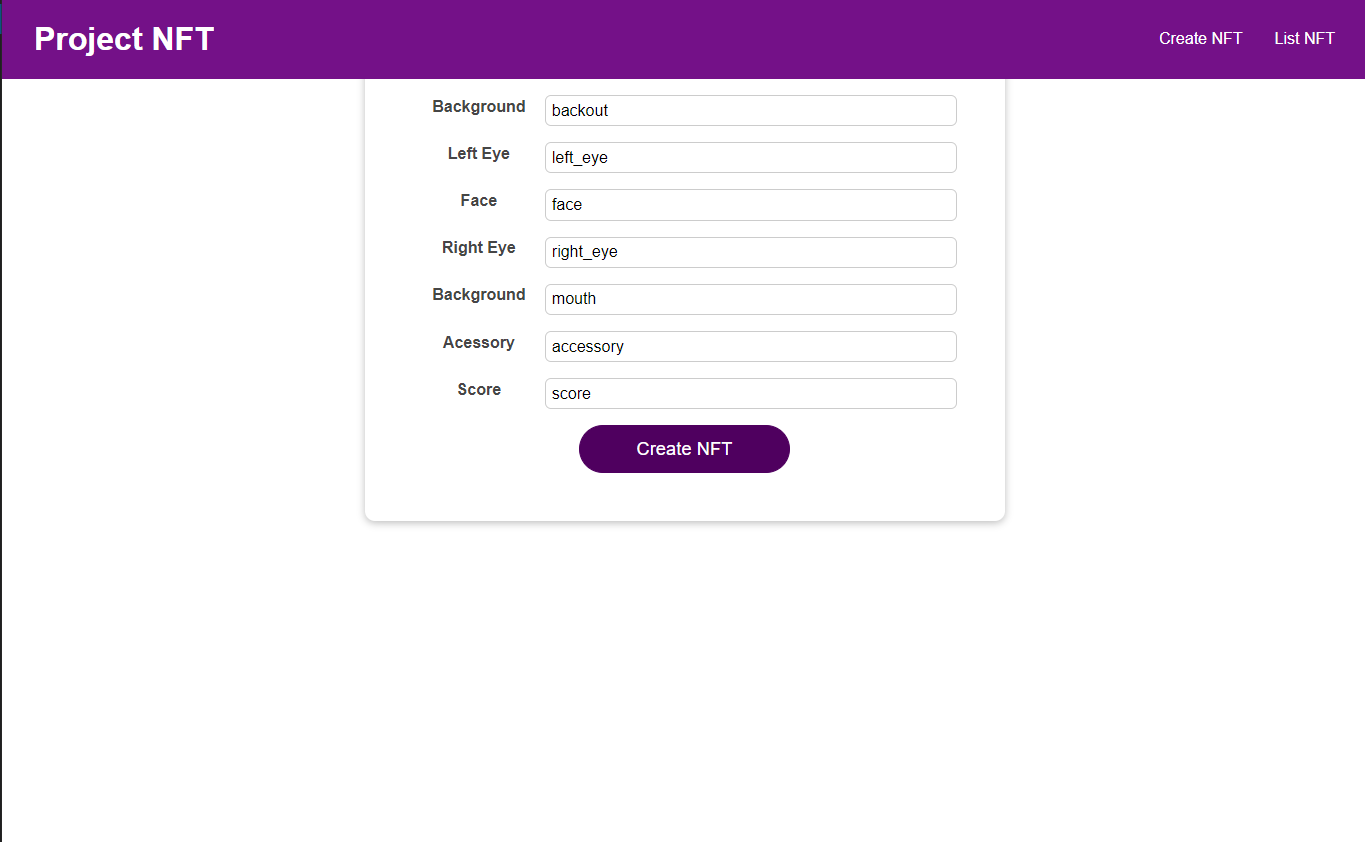 Project NFT
Create NFT
List NFT
Background
backout
Left Eye
left_eye
Face
face
Right Eye
right_eye
Background
mouth
Acessory
accessory
Score
score
Create NFT